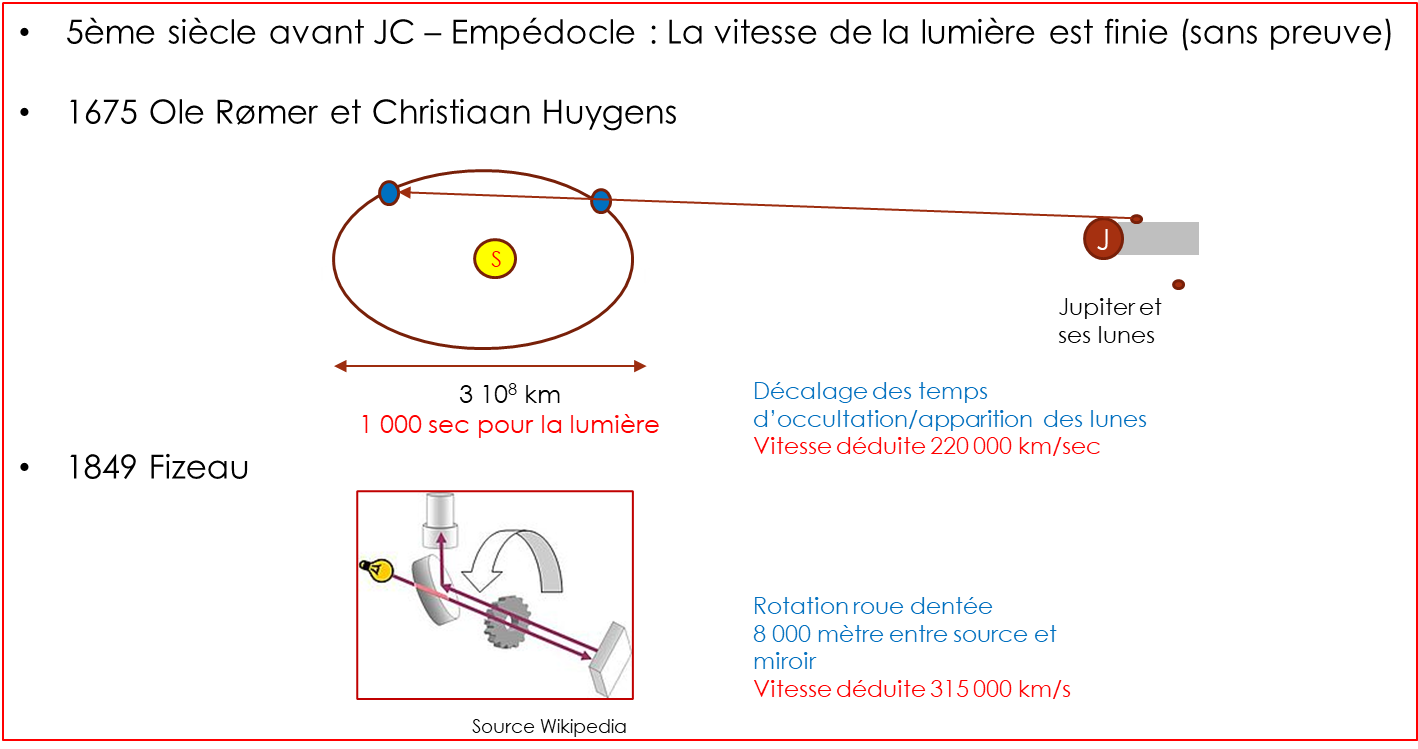 • 5ème siècle avant JC – Empédocle : La vitesse de la lumière est finie (sans preuve)
• 1675 Ole Rømer et Christiaan Huygens
S
J
Jupiter et
ses lunes
3 10⁸ km
1 000 sec pour la lumière
Décalage des temps
d’occultation/apparition des lunes
Vitesse déduite 220 000 km/sec
• 1849 Fizeau
Rotation roue dentée
8 000 mètre entre source et
miroir
Vitesse déduite 315 000 km/s
Source Wikipedia